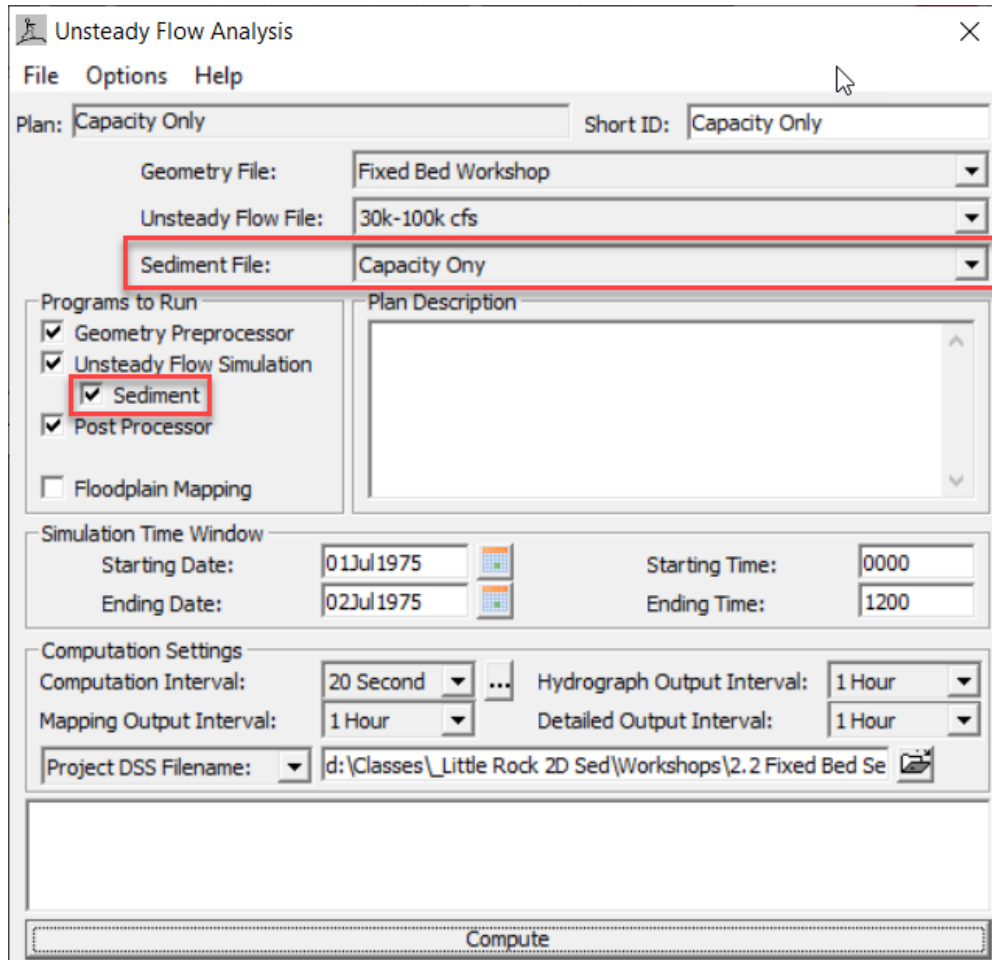 Unsteady Flow Analysis
File Options Help
Plan: Capacity Only Short ID: Capacity Only
Geometry File: Fixed Bed Workshop
Unsteady Flow File: 30k-100k cfs
Sediment File: Capacity Ony
Programs to Run Plan Description
Geometry Preprocessor
Unsteady Flow Simulation
Sediment
Post Processor
Floodplain Mapping
Simulation Time Window
Starting Date: 01Jul1975 Starting Time: 0000
Ending Date: 02Jul1975 Ending Time: 1200
Computation Settings
Computation Interval: 20 Second ... Hydrograph Output Interval: 1 Hour
Mapping Output Interval: 1 Hour Detailed Output Interval: 1 Hour
Project DSS Filename: d:\Classes\_Little Rock 2D Sed\Workshops\2.2 Fixed Bed Se
Compute